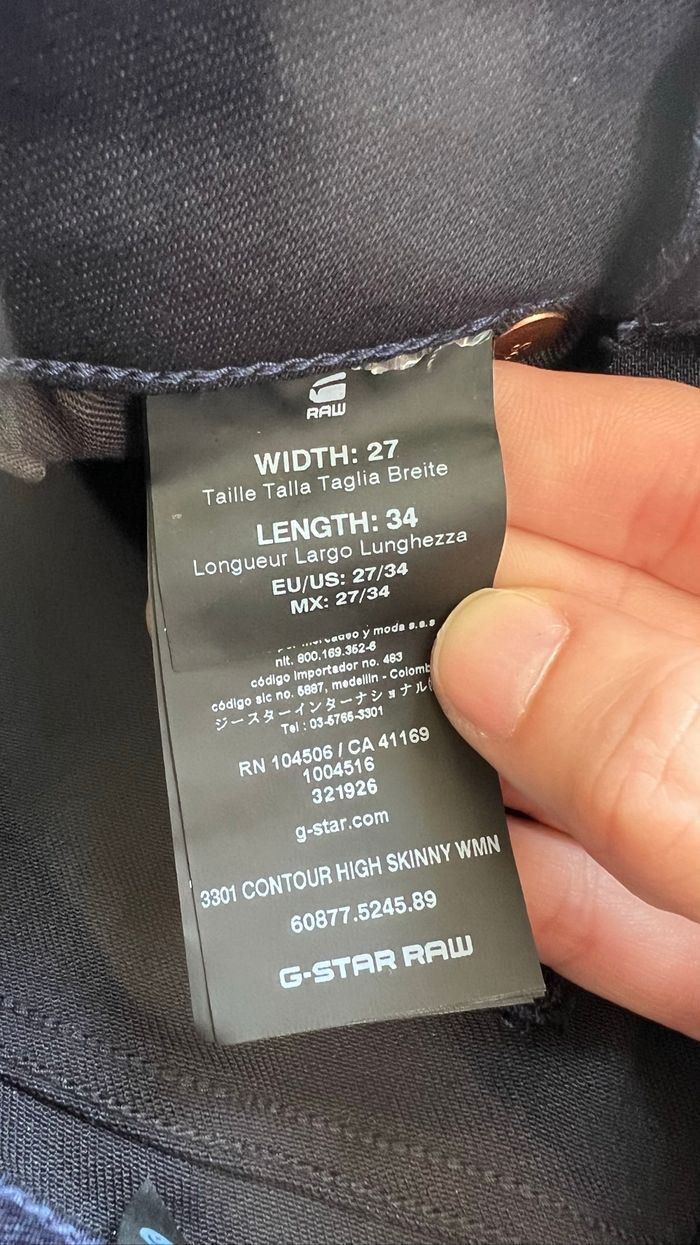 RAW
WIDTH: 27
Taille Talla Taglia Breite
LENGTH: 34
Longueur Largo Lunghezza
EU/US: 27/34
MX: 27/34
y moda s.a.s
nit. 800.169.352-6
código importador no. 463
código sic no. 5887, medellin - Colomb
ジースターインターナショナル
Tel : 03-5765-3301
RN 104506 / CA 41169
1004516
321926
g-star.com
3301 CONTOUR HIGH SKINNY WMN
60877.5245.89
G-STAR RAW